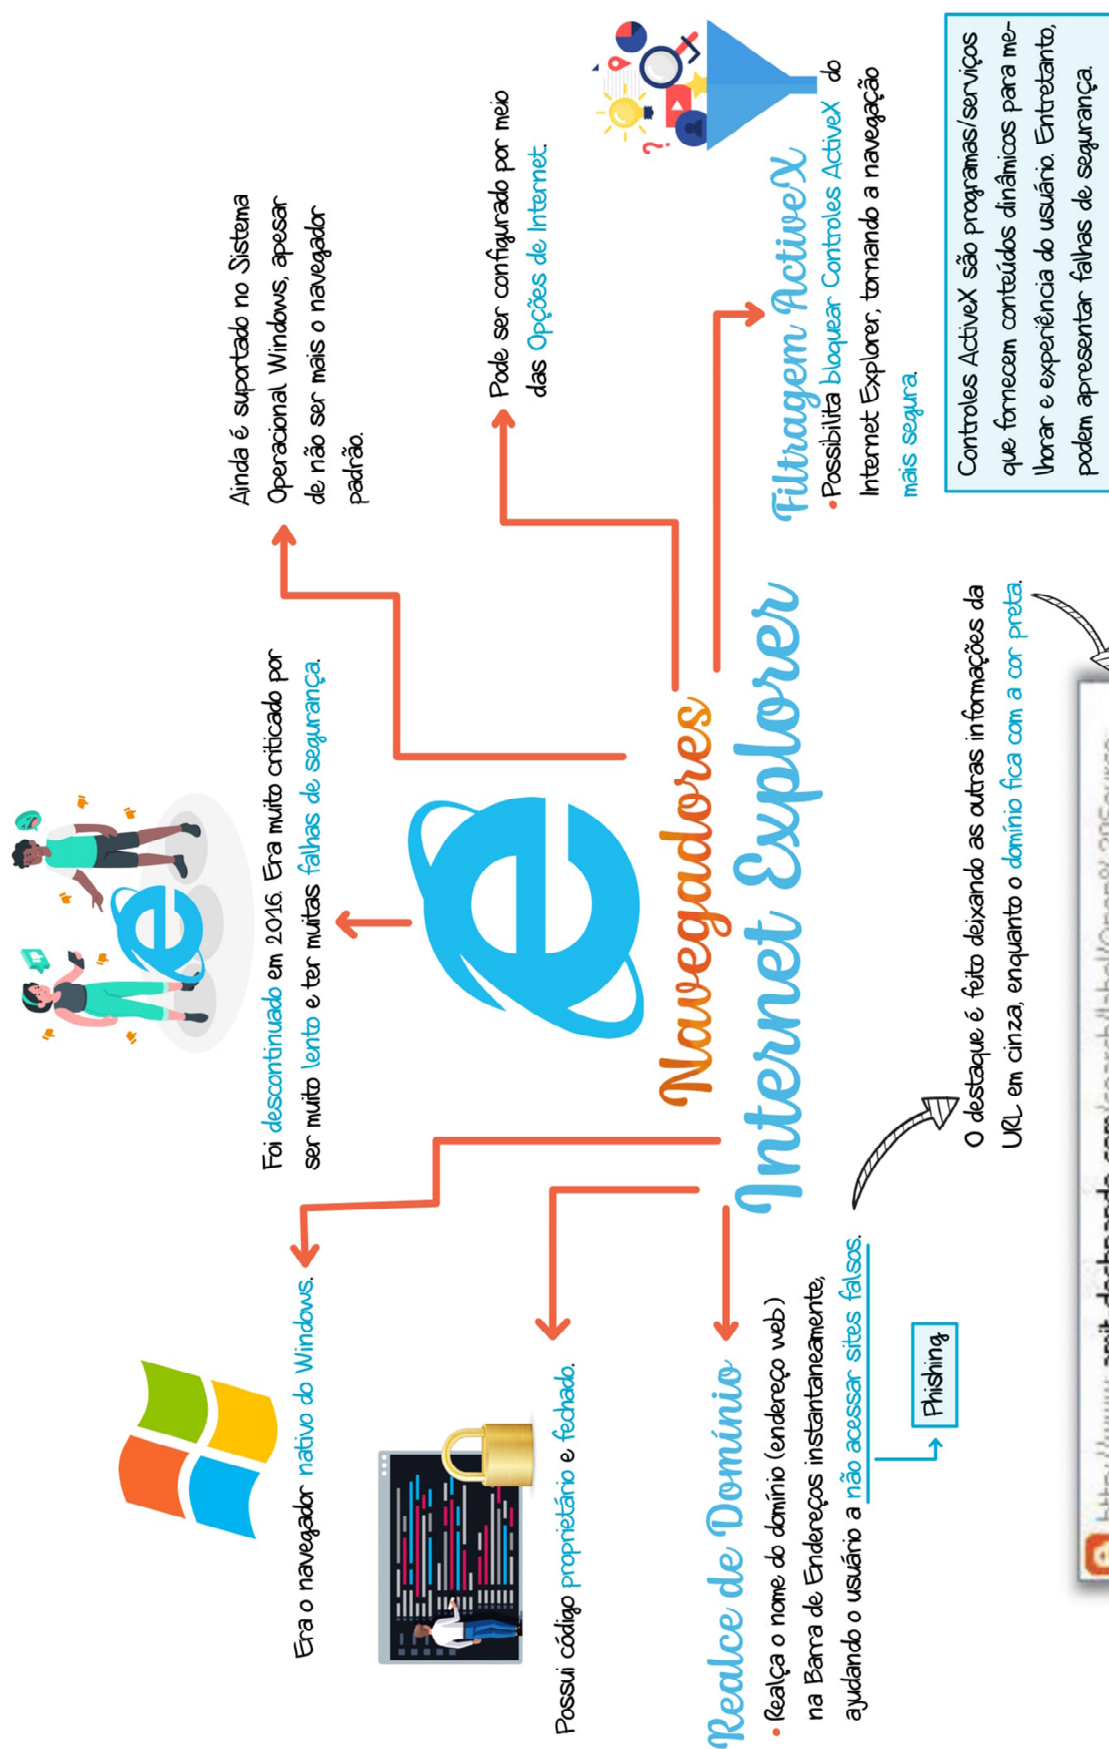 Foi descontinuado em 2016. Era muito criticado por
ser muito lento e ter muitas falhas de segurança.
Ainda é suportado no Sistema
Operacional Windows, apesar
de não ser mais o navegador
padrão.
Era o navegador nativo do Windows.
Pode ser configurado por meio
das Opções de Internet.
Possui código proprietário e fechado.
Navegadores
Internet Explorer
Realce de Domínio
• Realça o nome do domínio (endereço web)
na Barra de Endereços instantaneamente,
ajudando o usuário a não acessar sites falsos.
Phishing
O destaque é feito deixando as outras informações da
URL em cinza, enquanto o domínio fica com a cor preta.
Filtragem ActiveX
• Possibilita bloquear Controles ActiveX do
Internet Explorer, tornando a navegação
mais segura.
Controles ActiveX são programas/serviços
que fornecem conteúdos dinâmicos para me-
lhorar e experiência do usuário. Entretanto,
podem apresentar falhas de segurança.